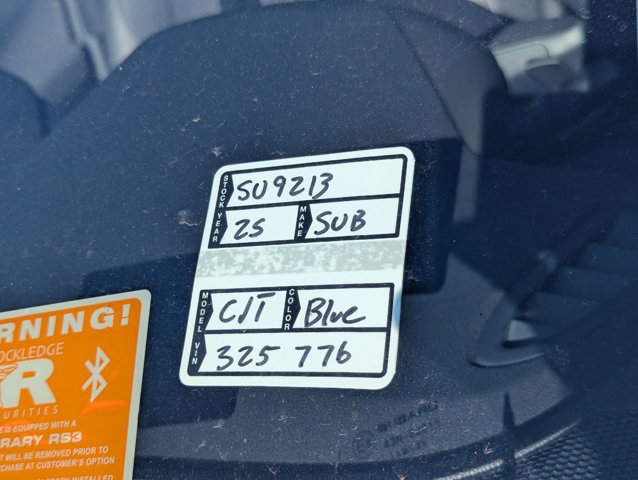 STOCK SU9213
YEAR 25 MAKE SUB
MODEL C/T COLOR Blue
VIN 325 776
RNING!
OCKLEDGE
R
URITIES
E IS EQUIPPED WITH A
RARY RS3
T WILL BE REMOVED PRIOR TO
RCHASE AT CUSTOMER'S OPTION